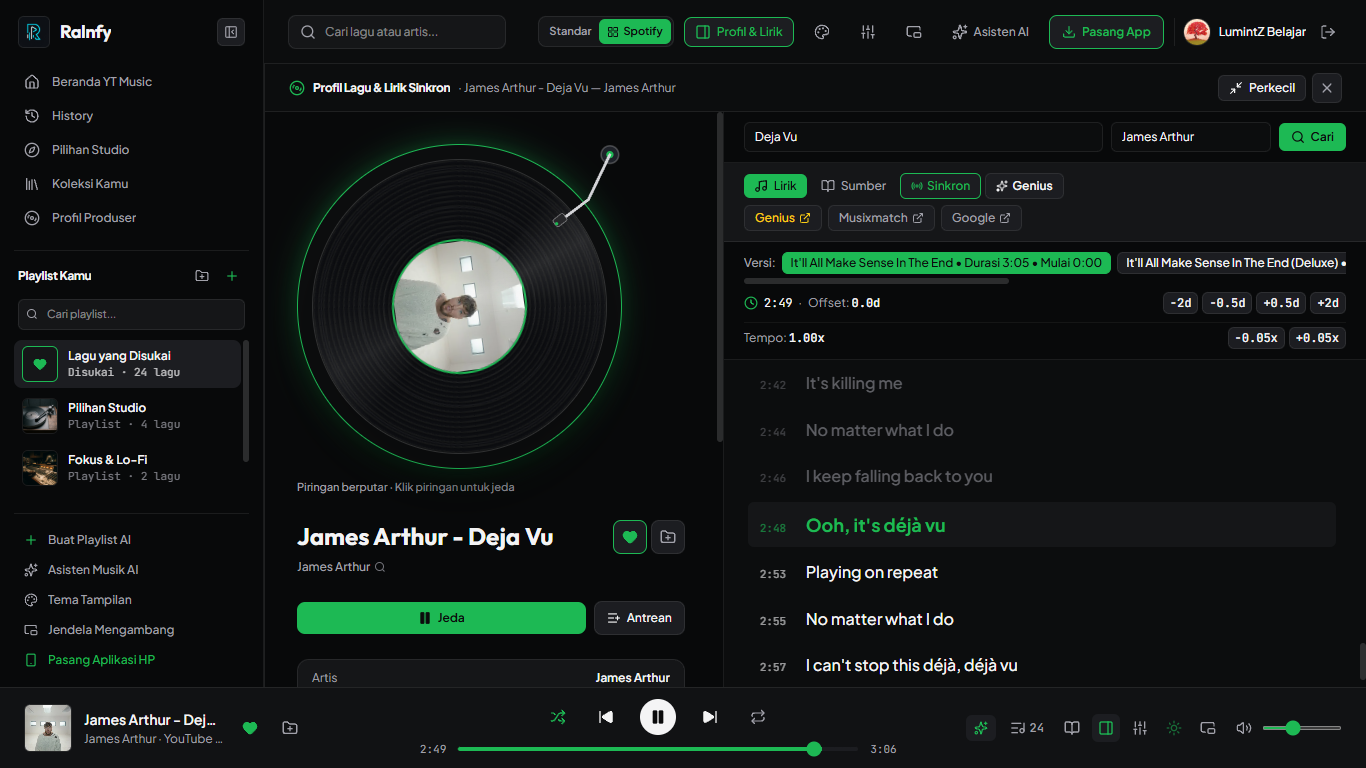 RaInfy
Cari lagu atau artis...
Standar
Spotify
Profil & Lirik
Asisten AI
Pasang App
LumintZ Belajar
Beranda YT Music
History
Pilihan Studio
Koleksi Kamu
Profil Produser
Playlist Kamu
Cari playlist...
Lagu yang Disukai
Disukai · 24 lagu
Pilihan Studio
Playlist · 4 lagu
Fokus & Lo-Fi
Playlist · 2 lagu
Buat Playlist AI
Asisten Musik AI
Tema Tampilan
Jendela Mengambang
Pasang Aplikasi HP
Profil Lagu & Lirik Sinkron · James Arthur - Deja Vu — James Arthur
Perkecil
Piringan berputar · Klik piringan untuk jeda
James Arthur - Deja Vu
James Arthur
Jeda
Antrean
Artis
James Arthur
Deja Vu
James Arthur
Cari
Lirik
Sumber
Sinkron
Genius
Genius
Musixmatch
Google
Versi:
It'll All Make Sense In The End • Durasi 3:05 • Mulai 0:00
It'll All Make Sense In The End (Deluxe) •
2:49 · Offset: 0.0d
-2d
-0.5d
+0.5d
+2d
Tempo: 1.00x
-0.05x
+0.05x
2:42 It's killing me
2:44 No matter what I do
2:46 I keep falling back to you
2:48 Ooh, it's déjà vu
2:53 Playing on repeat
2:55 No matter what I do
2:57 I can't stop this déjà, déjà vu
James Arthur - Dej...
James Arthur · YouTube ...
2:49
3:06
24